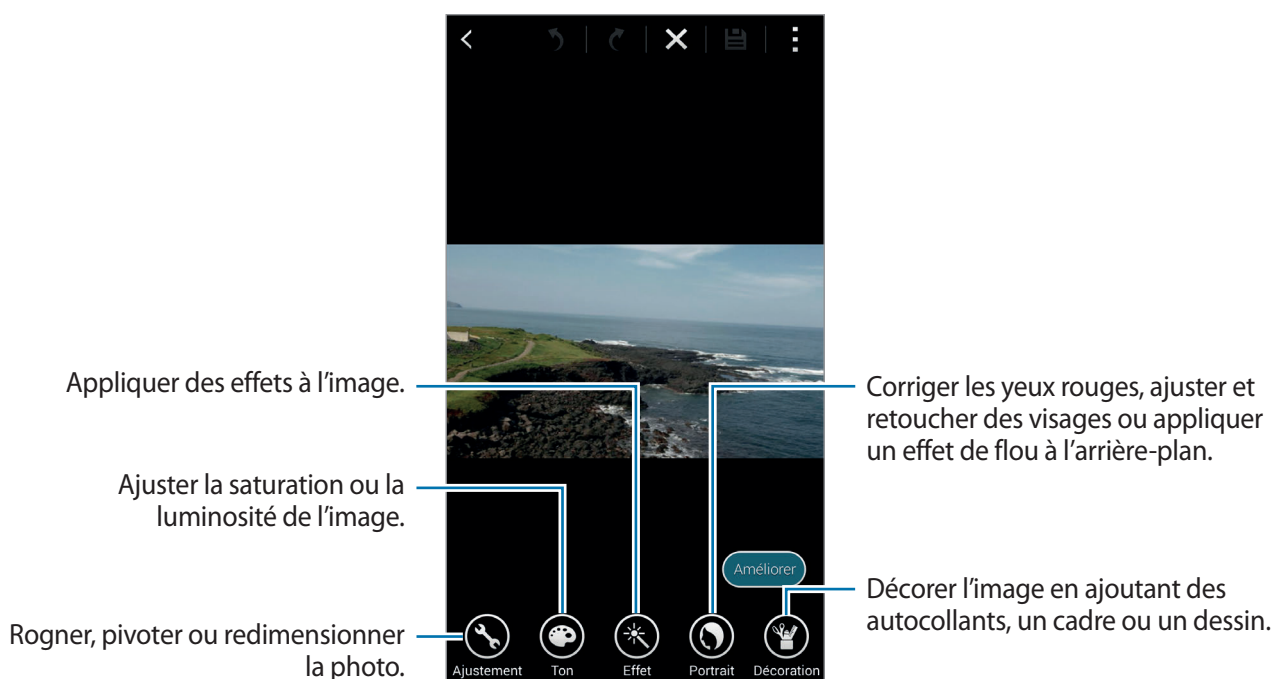 Appliquer des effets à l'image.
Ajuster la saturation ou la
luminosité de l'image.
Rogner, pivoter ou redimensionner
la photo.
Corriger les yeux rouges, ajuster et
retoucher des visages ou appliquer
un effet de flou à l'arrière-plan.
Améliorer
Décorer l'image en ajoutant des
autocollants, un cadre ou un dessin.
Ajustement Ton Effet Portrait Décoration